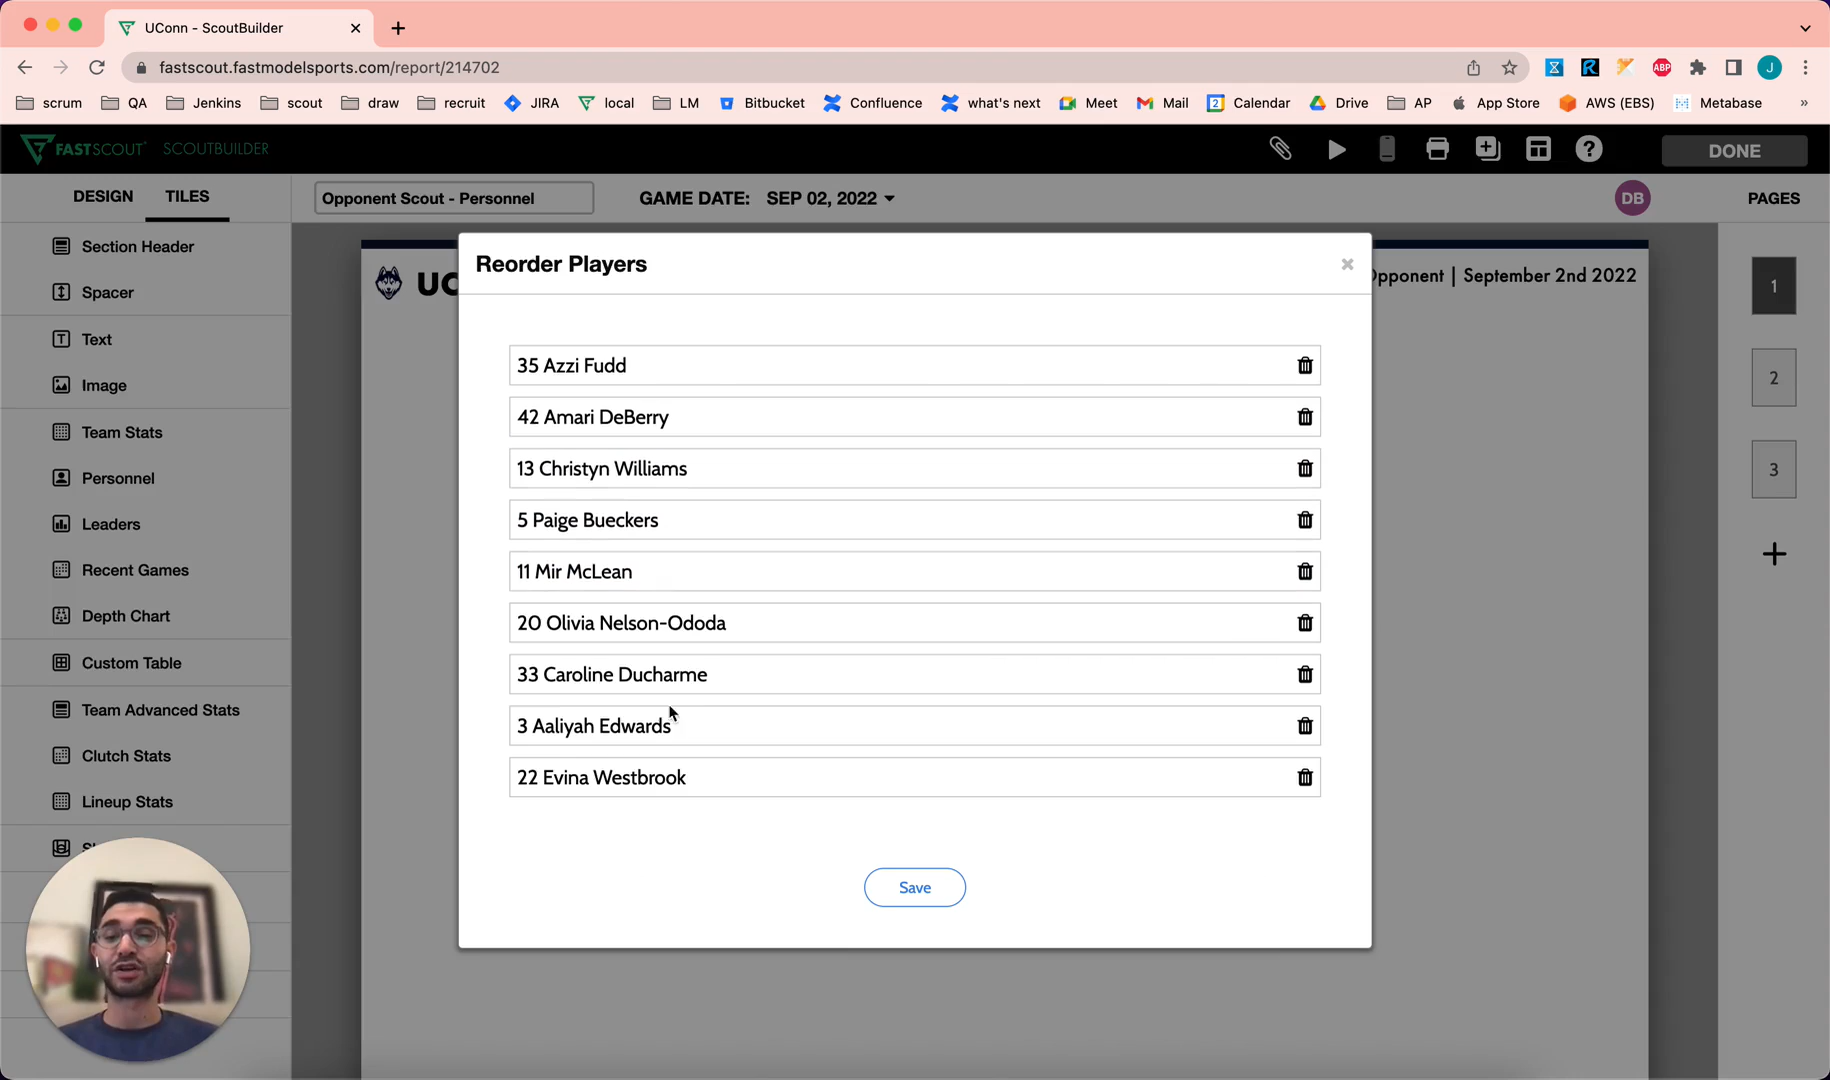 UConn - ScoutBuilder
fastscout.fastmodelsports.com/report/214702
scrum QA Jenkins scout draw recruit JIRA local LM Bitbucket Confluence what's next Meet Mail 2 Calendar Drive AP App Store AWS (EBS) Metabase »
ABP J
FASTSCOUT SCOUTBUILDER
? DONE
DESIGN TILES
Opponent Scout - Personnel
GAME DATE: SEP 02, 2022
DB
PAGES
Section Header
Spacer
Text
Image
Team Stats
Personnel
Leaders
Recent Games
Depth Chart
Custom Table
Team Advanced Stats
Clutch Stats
Lineup Stats
UC
Opponent | September 2nd 2022
Reorder Players
35 Azzi Fudd
42 Amari DeBerry
13 Christyn Williams
5 Paige Bueckers
11 Mir McLean
20 Olivia Nelson-Ododa
33 Caroline Ducharme
3 Aaliyah Edwards
22 Evina Westbrook
Save
1
2
3